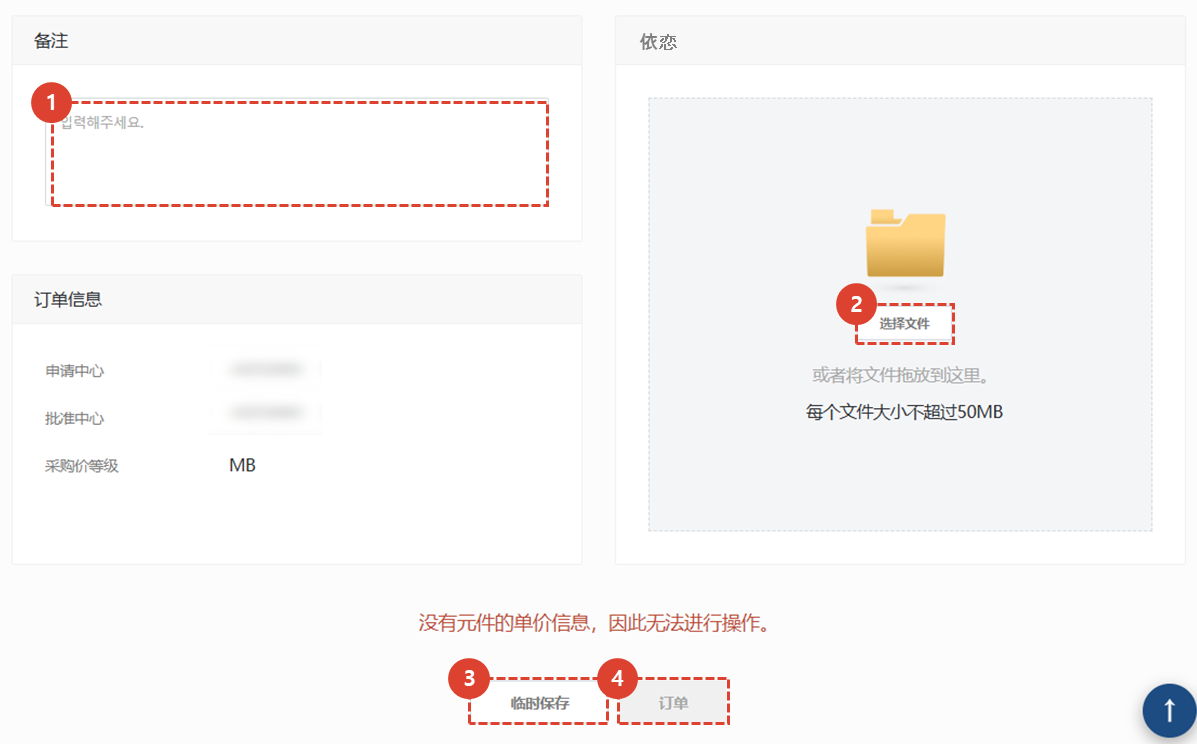 备注
1
입력해주세요.
订单信息
申请中心
批准中心
采购价等级
MB
依恋
2
选择文件
或者将文件拖放到这里。
每个文件大小不超过50MB
没有元件的单价信息，因此无法进行操作。
3
临时保存
4
订单
↑